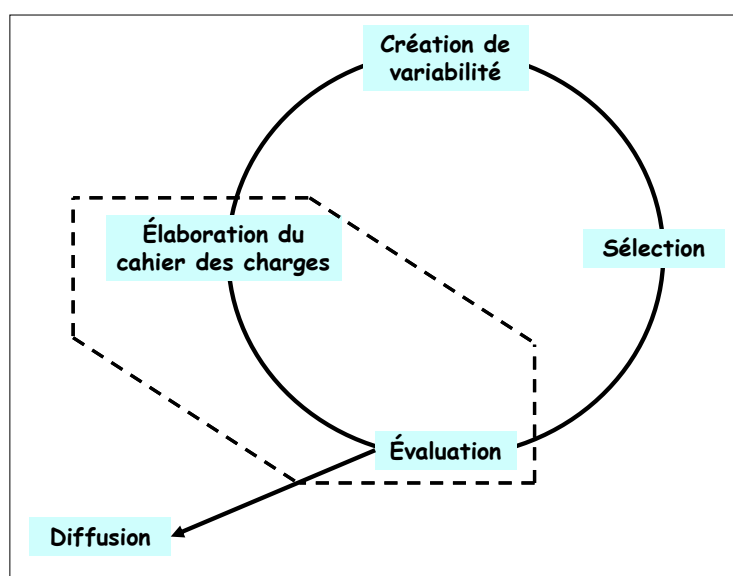 Création de
variabilité
Élaboration du
cahier des charges
Sélection
Évaluation
Diffusion